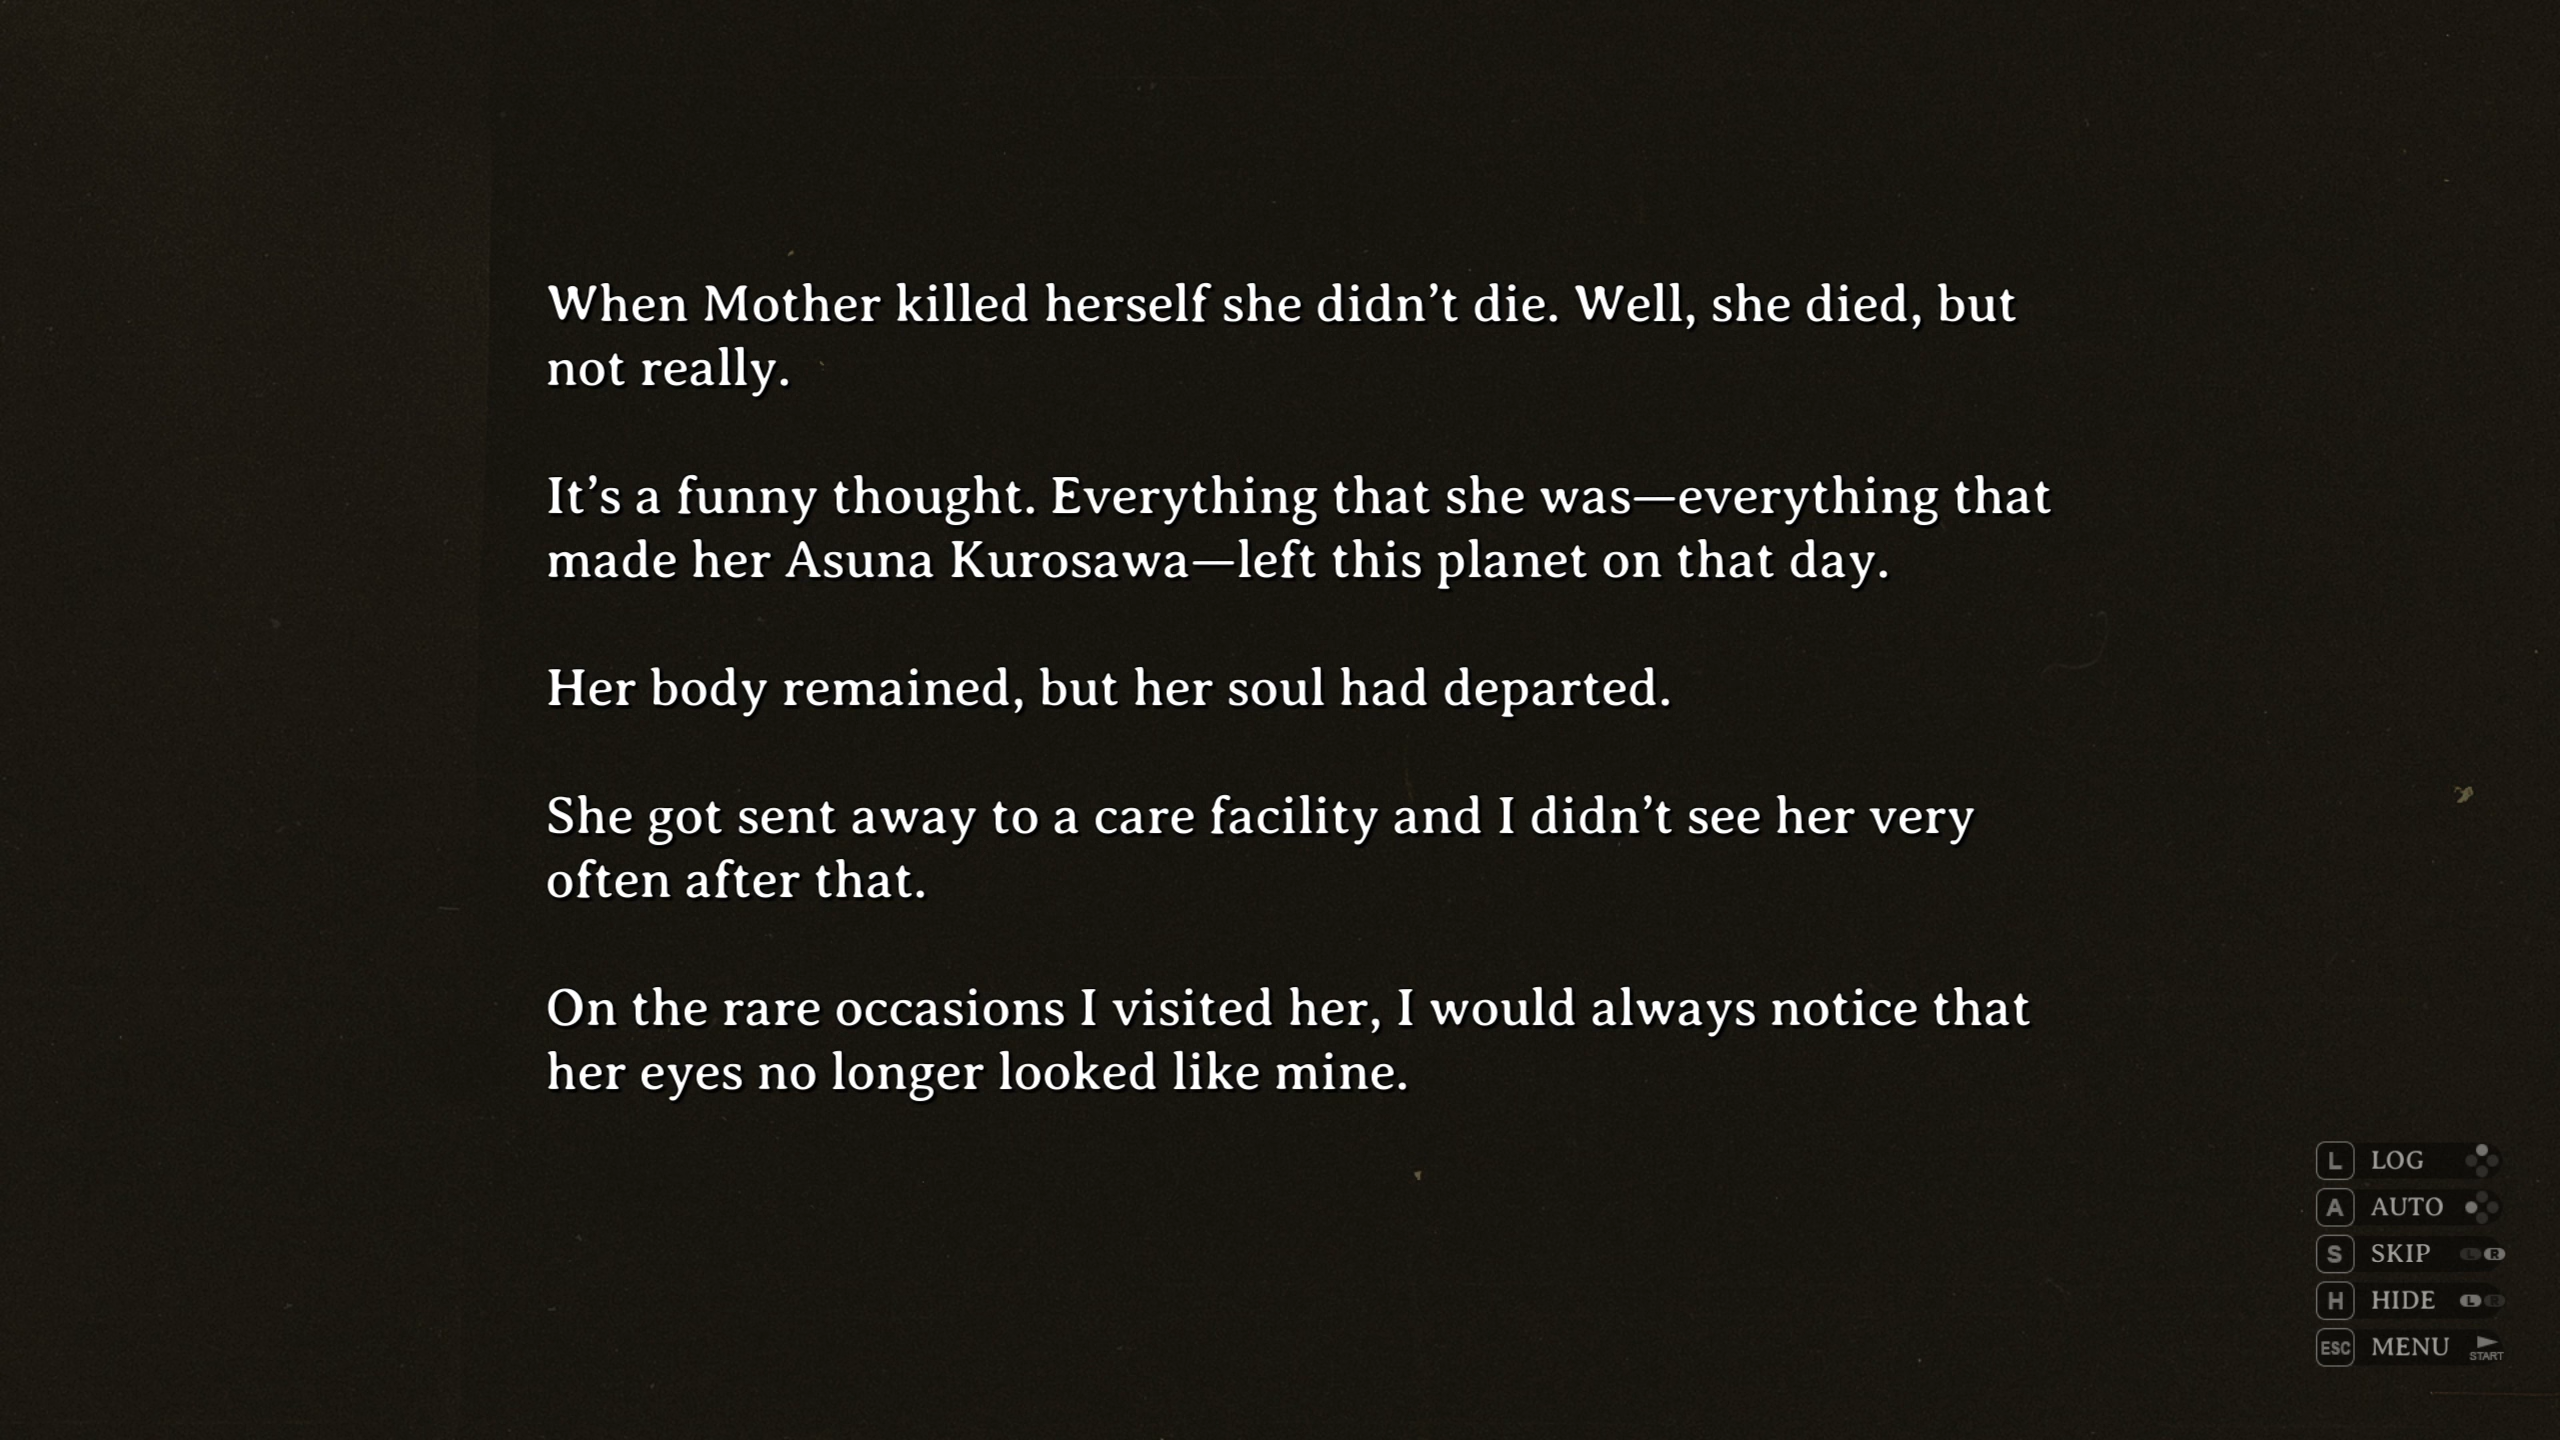 When Mother killed herself she didn’t die. Well, she died, but
not really.
It’s a funny thought. Everything that she was—everything that
made her Asuna Kurosawa—left this planet on that day.
Her body remained, but her soul had departed.
She got sent away to a care facility and I didn’t see her very
often after that.
On the rare occasions I visited her, I would always notice that
her eyes no longer looked like mine.
L LOG
A AUTO
S SKIP L R
H HIDE L R
ESC MENU START